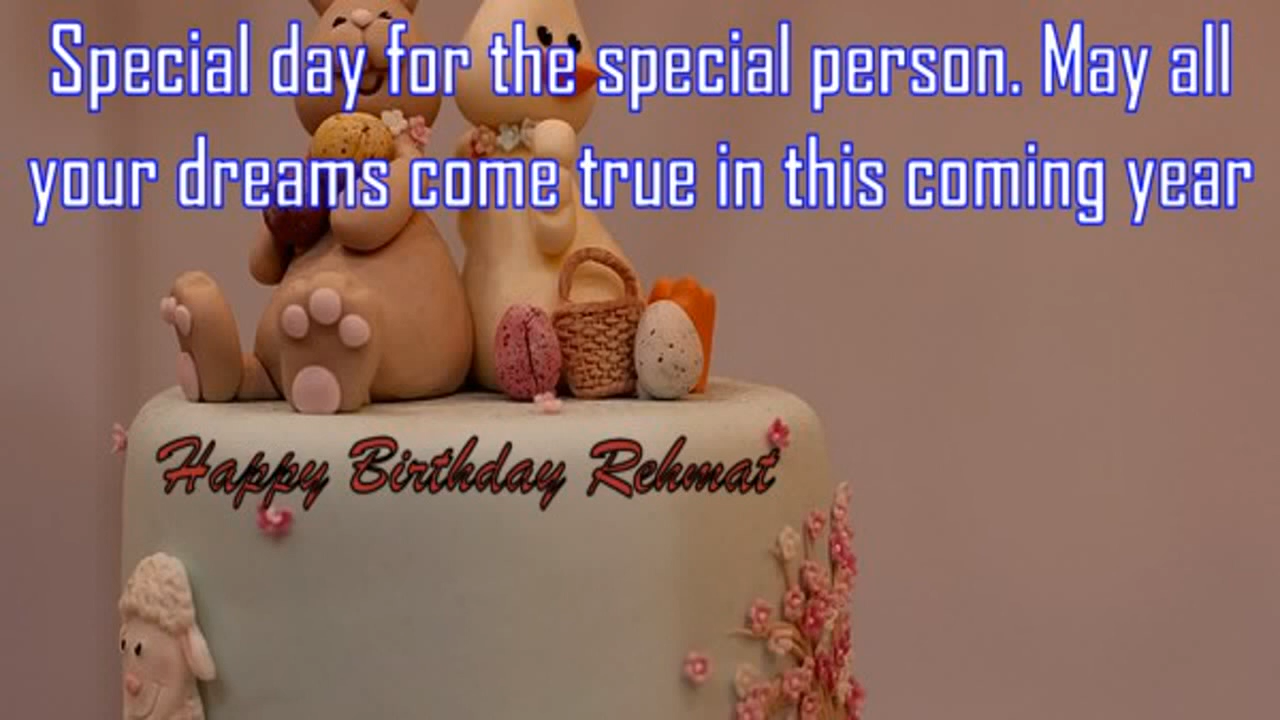 Special day for the special person. May all
your dreams come true in this coming year
Happy Birthday Rehmat